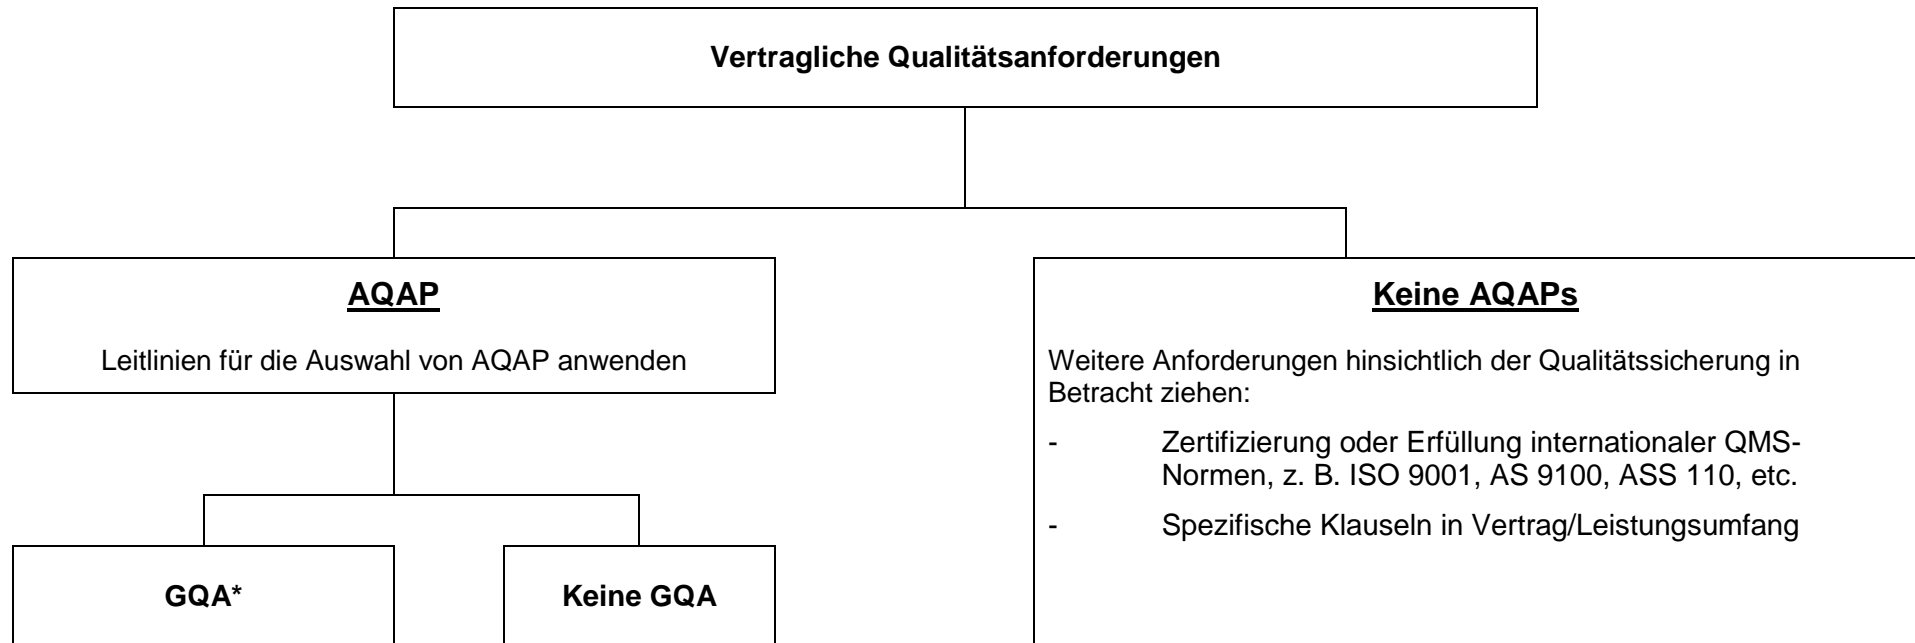 Vertragliche Qualitätsanforderungen
AQAP
Leitlinien für die Auswahl von AQAP anwenden
GQA*
Keine GQA
Keine AQAPs
Weitere Anforderungen hinsichtlich der Qualitätssicherung in
Betracht ziehen:
- Zertifizierung oder Erfüllung internationaler QMS-
Normen, z. B. ISO 9001, AS 9100, ASS 110, etc.
- Spezifische Klauseln in Vertrag/Leistungsumfang